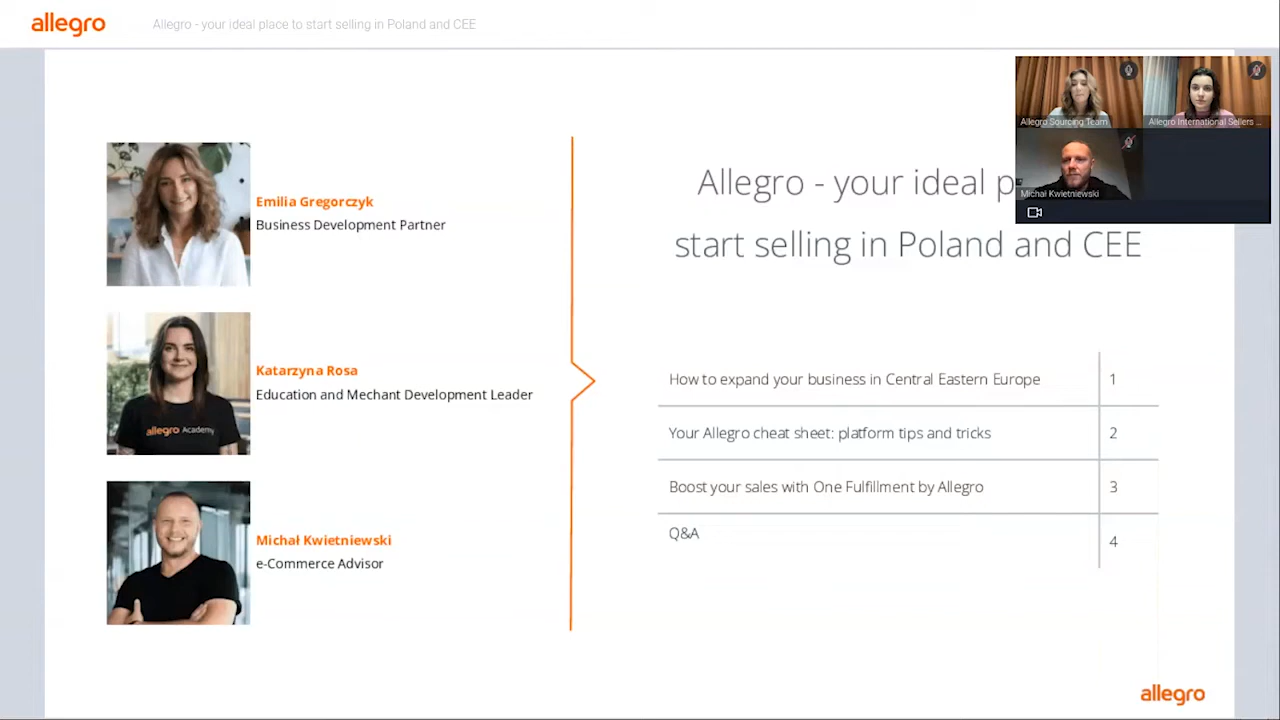 allegro
Allegro - your ideal place to start selling in Poland and CEE
Allegro Sourcing Team
Allegro International Sellers ...
Michał Kwietniewski
Emilia Gregorczyk
Business Development Partner
Katarzyna Rosa
Education and Mechant Development Leader
allegro Academy
Michał Kwietniewski
e-Commerce Advisor
Allegro - your ideal
start selling in Poland and CEE
How to expand your business in Central Eastern Europe 1
Your Allegro cheat sheet: platform tips and tricks 2
Boost your sales with One Fulfillment by Allegro 3
Q&A 4
allegro